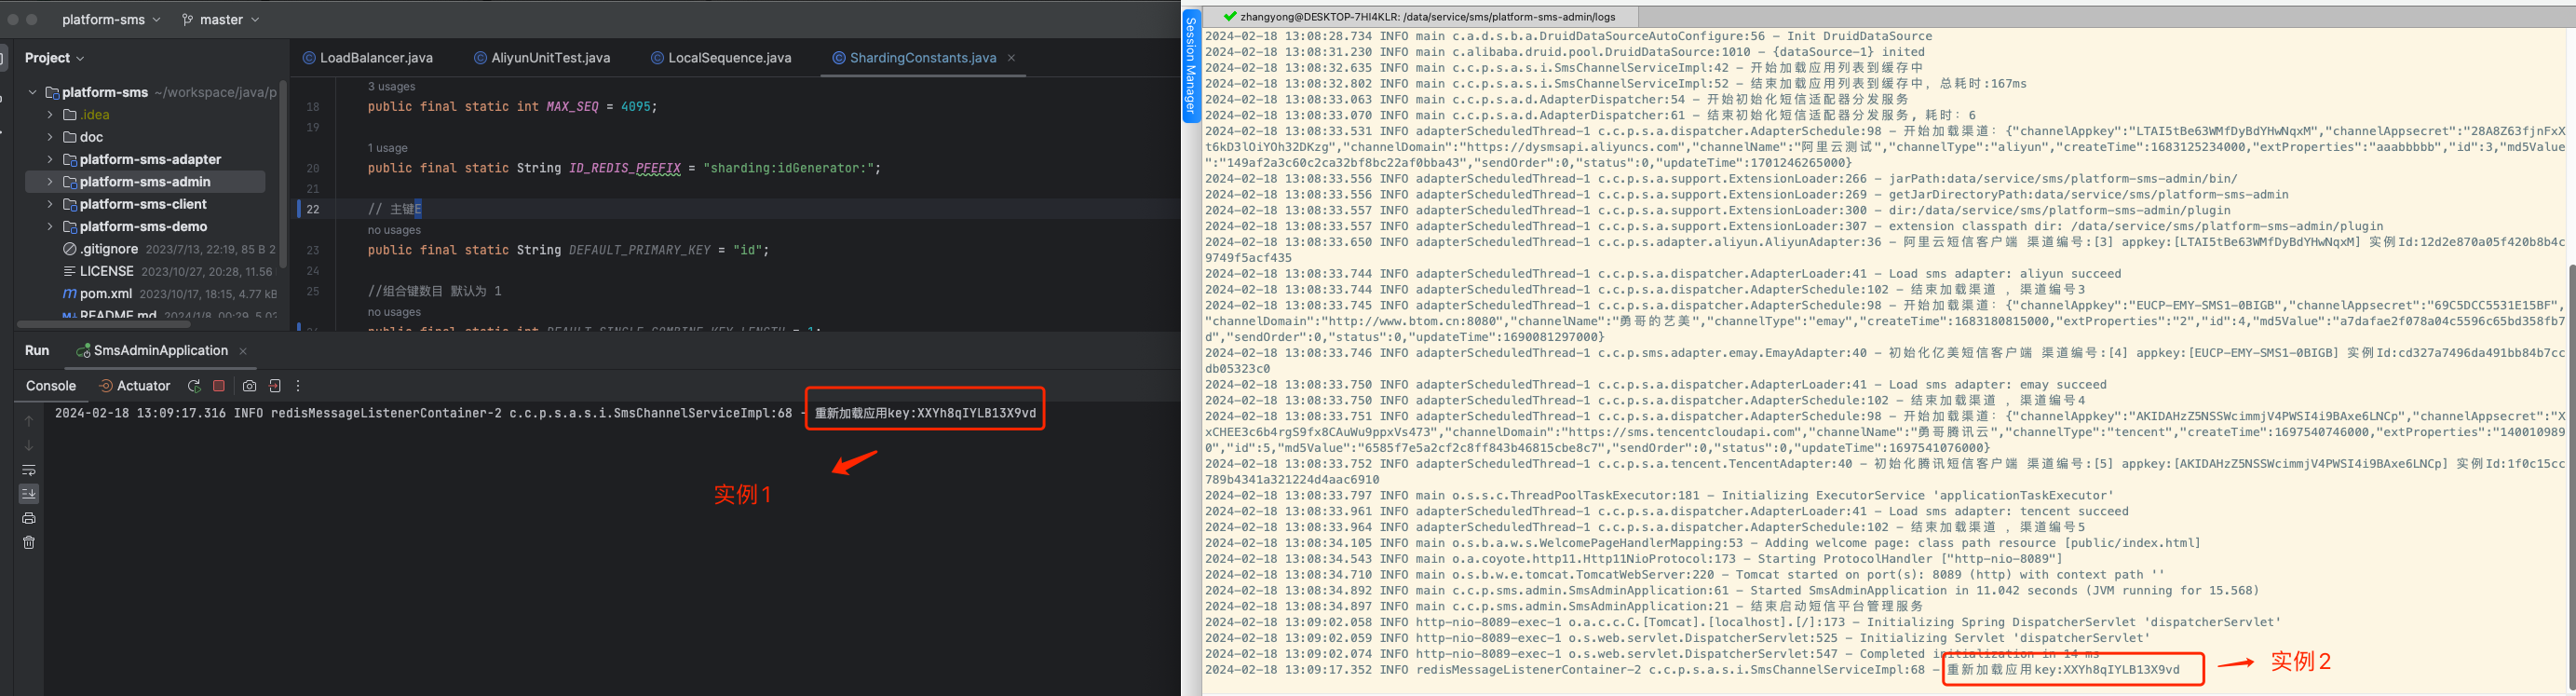 platform-sms
master
Project
platform-sms ~/workspace/java/p
.idea
doc
platform-sms-adapter
platform-sms-admin
platform-sms-client
platform-sms-demo
.gitignore 2023/7/13, 22:19, 85 B 2
LICENSE 2023/10/27, 20:28, 11.56
pom.xml 2023/10/17, 18:15, 4.77 kB
README.md 2024/1/8, 00:29, 5.02
LoadBalancer.java
AliyunUnitTest.java
LocalSequence.java
ShardingConstants.java
3 usages
18 public final static int MAX_SEQ = 4095;
19
1 usage
20 public final static String ID_REDIS_PFEFIX = "sharding:idGenerator:";
21
22 // 主键E
no usages
23 public final static String DEFAULT_PRIMARY_KEY = "id";
24
25 //组合键数目 默认为 1
no usages
26 public final static int DEAULT_SINGLE_COMBINE_KEY_LENGTH = 1;
Run SmsAdminApplication
Console Actuator
2024-02-18 13:09:17.316 INFO redisMessageListenerContainer-2 c.c.p.s.a.s.i.SmsChannelServiceImpl:68 - 重新加载应用key:XXYh8qIYLB13X9vd
实例1
Session Manager
zhangyong@DESKTOP-7HI4KLR: /data/service/sms/platform-sms-admin/logs
2024-02-18 13:08:28.734 INFO main c.a.d.s.b.a.DruidDataSourceAutoConfigure:56 - Init DruidDataSource
2024-02-18 13:08:31.230 INFO main c.alibaba.druid.pool.DruidDataSource:1010 - {dataSource-1} inited
2024-02-18 13:08:32.635 INFO main c.c.p.s.a.s.i.SmsChannelServiceImpl:42 - 开始加载应用列表到缓存中
2024-02-18 13:08:32.802 INFO main c.c.p.s.a.s.i.SmsChannelServiceImpl:52 - 结束加载应用列表到缓存中, 总耗时:167ms
2024-02-18 13:08:33.063 INFO main c.c.p.s.a.d.AdapterDispatcher:54 - 开始初始化短信适配器分发服务
2024-02-18 13:08:33.070 INFO main c.c.p.s.a.d.AdapterDispatcher:61 - 结束初始化短信适配器分发服务, 耗时：6
2024-02-18 13:08:33.531 INFO adapterScheduledThread-1 c.c.p.s.a.dispatcher.AdapterSchedule:98 - 开始加载渠道：{"channelAppkey":"LTAI5tBe63WMfDyBdYHwNqxM","channelAppsecret":"28A8Z63fjnFxX
t6kD3lOiYOh32DKzg","channelDomain":"https://dysmsapi.aliyuncs.com","channelName":"阿里云测试","channelType":"aliyun","createTime":1683125234000,"extProperties":"aaabbbbb","id":3,"md5Value
":"149af2a3c60c2ca32bf8bc22af0bba43","sendOrder":0,"status":0,"updateTime":1701246265000}
2024-02-18 13:08:33.556 INFO adapterScheduledThread-1 c.c.p.s.a.support.ExtensionLoader:266 - jarPath:data/service/sms/platform-sms-admin/bin/
2024-02-18 13:08:33.556 INFO adapterScheduledThread-1 c.c.p.s.a.support.ExtensionLoader:269 - getJarDirectoryPath:data/service/sms/platform-sms-admin
2024-02-18 13:08:33.557 INFO adapterScheduledThread-1 c.c.p.s.a.support.ExtensionLoader:300 - dir:/data/service/sms/platform-sms-admin/plugin
2024-02-18 13:08:33.557 INFO adapterScheduledThread-1 c.c.p.s.a.support.ExtensionLoader:307 - extension classpath dir: /data/service/sms/platform-sms-admin/plugin
2024-02-18 13:08:33.650 INFO adapterScheduledThread-1 c.c.p.s.adapter.aliyun.AliyunAdapter:36 - 阿里云短信客户端 渠道编号:[3] appkey:[LTAI5tBe63WMfDyBdYHwNqxM] 实例Id:12d2e870a05f420b8b4c
9749f5acf435
2024-02-18 13:08:33.744 INFO adapterScheduledThread-1 c.c.p.s.a.dispatcher.AdapterLoader:41 - Load sms adapter: aliyun succeed
2024-02-18 13:08:33.744 INFO adapterScheduledThread-1 c.c.p.s.a.dispatcher.AdapterSchedule:102 - 结束加载渠道 ，渠道编号3
2024-02-18 13:08:33.745 INFO adapterScheduledThread-1 c.c.p.s.a.dispatcher.AdapterSchedule:98 - 开始加载渠道：{"channelAppkey":"EUCP-EMY-SMS1-0BIGB","channelAppsecret":"69C5DCC5531E15BF",
"channelDomain":"http://www.btom.cn:8080","channelName":"勇哥的艺美","channelType":"emay","createTime":1683180815000,"extProperties":"2","id":4,"md5Value":"a7dafae2f078a04c5596c65bd358fb7
d","sendOrder":0,"status":0,"updateTime":1690081297000}
2024-02-18 13:08:33.746 INFO adapterScheduledThread-1 c.c.p.sms.adapter.emay.EmayAdapter:40 - 初始化亿美短信客户端 渠道编号:[4] appkey:[EUCP-EMY-SMS1-0BIGB] 实例Id:cd327a7496da491bb84b7cc
db05323c0
2024-02-18 13:08:33.750 INFO adapterScheduledThread-1 c.c.p.s.a.dispatcher.AdapterLoader:41 - Load sms adapter: emay succeed
2024-02-18 13:08:33.750 INFO adapterScheduledThread-1 c.c.p.s.a.dispatcher.AdapterSchedule:102 - 结束加载渠道 ，渠道编号4
2024-02-18 13:08:33.751 INFO adapterScheduledThread-1 c.c.p.s.a.dispatcher.AdapterSchedule:98 - 开始加载渠道：{"channelAppkey":"AKIDAHzZ5NSSWcimmjV4PWSI4i9BAxe6LNCp","channelAppsecret":"X
xCHEE3c6b4rgS9fx8CAuWu9ppxVs473","channelDomain":"https://sms.tencentcloudapi.com","channelName":"勇哥腾讯云","channelType":"tencent","createTime":1697540746000,"extProperties":"140010989
0","id":5,"md5Value":"6585f7e5a2cf2c8ff843b46815cbe8c7","sendOrder":0,"status":0,"updateTime":1697541076000}
2024-02-18 13:08:33.752 INFO adapterScheduledThread-1 c.c.p.s.a.tencent.TencentAdapter:40 - 初始化腾讯短信客户端 渠道编号:[5] appkey:[AKIDAHzZ5NSSWcimmjV4PWSI4i9BAxe6LNCp] 实例Id:1f0c15cc
789b4341a321224d4aac6910
2024-02-18 13:08:33.797 INFO main o.s.s.c.ThreadPoolTaskExecutor:181 - Initializing ExecutorService 'applicationTaskExecutor'
2024-02-18 13:08:33.961 INFO adapterScheduledThread-1 c.c.p.s.a.dispatcher.AdapterLoader:41 - Load sms adapter: tencent succeed
2024-02-18 13:08:33.964 INFO adapterScheduledThread-1 c.c.p.s.a.dispatcher.AdapterSchedule:102 - 结束加载渠道 ，渠道编号5
2024-02-18 13:08:34.105 INFO main o.s.b.a.w.s.WelcomePageHandlerMapping:53 - Adding welcome page: class path resource [public/index.html]
2024-02-18 13:08:34.543 INFO main o.a.coyote.http11.Http11NioProtocol:173 - Starting ProtocolHandler ["http-nio-8089"]
2024-02-18 13:08:34.710 INFO main o.s.b.w.e.tomcat.TomcatWebServer:220 - Tomcat started on port(s): 8089 (http) with context path ''
2024-02-18 13:08:34.892 INFO main c.c.p.sms.admin.SmsAdminApplication:61 - Started SmsAdminApplication in 11.042 seconds (JVM running for 15.568)
2024-02-18 13:08:34.897 INFO main c.c.p.sms.admin.SmsAdminApplication:21 - 结束启动短信平台管理服务
2024-02-18 13:09:02.058 INFO http-nio-8089-exec-1 o.a.c.c.C.[Tomcat].[localhost].[/]:173 - Initializing Spring DispatcherServlet 'dispatcherServlet'
2024-02-18 13:09:02.059 INFO http-nio-8089-exec-1 o.s.web.servlet.DispatcherServlet:525 - Initializing Servlet 'dispatcherServlet'
2024-02-18 13:09:02.074 INFO http-nio-8089-exec-1 o.s.web.servlet.DispatcherServlet:547 - Completed initialization in 14 ms
2024-02-18 13:09:17.352 INFO redisMessageListenerContainer-2 c.c.p.s.a.s.i.SmsChannelServiceImpl:68 - 重新加载应用key:XXYh8qIYLB13X9vd
实例2